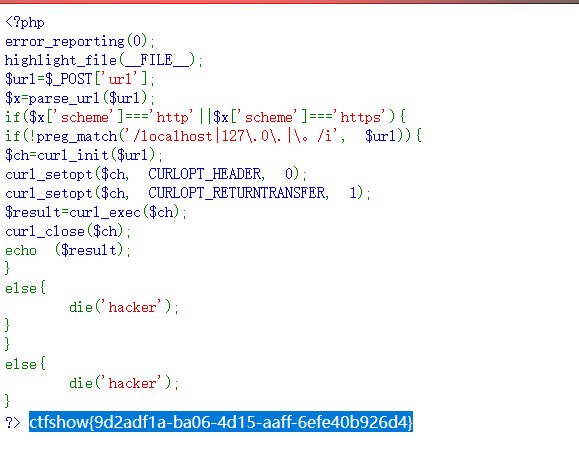 <?php
error_reporting(0);
highlight_file(__FILE__);
$url=$_POST['url'];
$x=parse_url($url);
if($x['scheme']==='http'||$x['scheme']==='https'){
if(!preg_match('/localhost|127\.0\.|\。/i', $url)){
$ch=curl_init($url);
curl_setopt($ch, CURLOPT_HEADER, 0);
curl_setopt($ch, CURLOPT_RETURNTRANSFER, 1);
$result=curl_exec($ch);
curl_close($ch);
echo ($result);
}
else{
die('hacker');
}
}
else{
die('hacker');
}
?> ctfshow{9d2adf1a-ba06-4d15-aaff-6efe40b926d4}